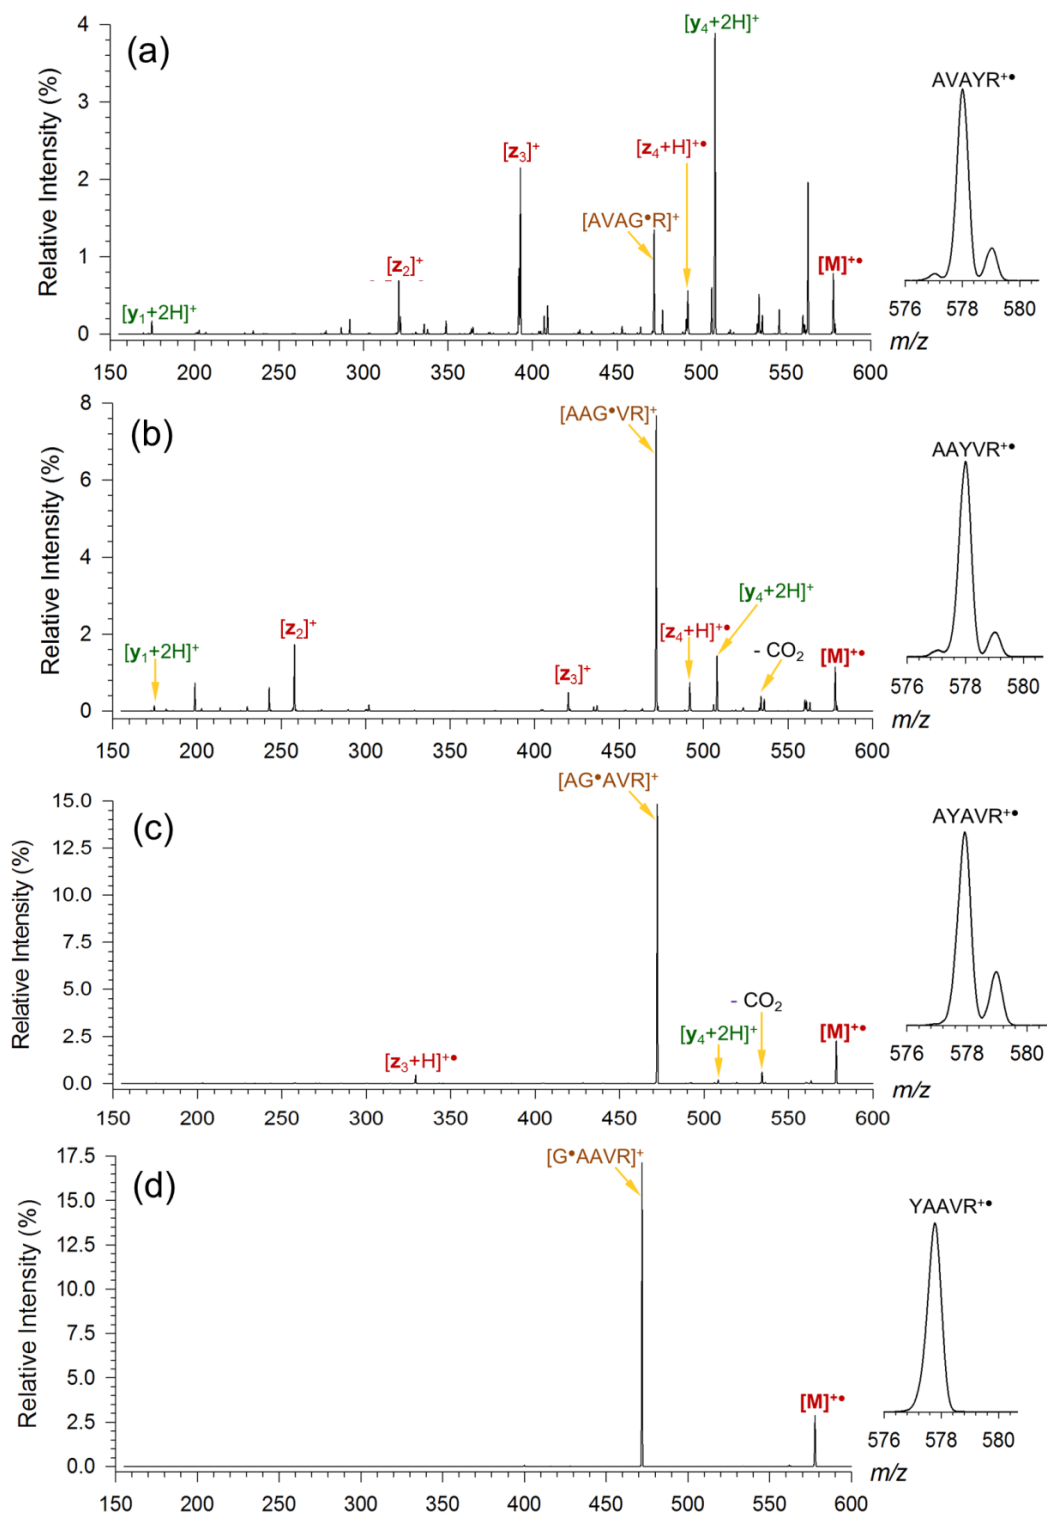 (a)
Relative Intensity (%)
4
3
2
1
0
[y₄+2H]⁺
[z₄+H]⁺•
[z₃]⁺
[AVAG•R]⁺
[z₂]⁺
[M]⁺•
[y₁+2H]⁺
150 200 250 300 350 400 450 500 550 600
AVAYR⁺•
576 578 580
m/z
(b)
Relative Intensity (%)
8
6
4
2
0
[AAG•VR]⁺
[y₄+2H]⁺
[z₄+H]⁺•
- CO₂
[M]⁺•
[z₂]⁺
[y₁+2H]⁺
[z₃]⁺
150 200 250 300 350 400 450 500 550 600
AAYVR⁺•
576 578 580
m/z
(c)
Relative Intensity (%)
15.0
12.5
10.0
7.5
5.0
2.5
0.0
[AG•AVR]⁺
- CO₂
[y₄+2H]⁺
[M]⁺•
[z₃+H]⁺•
150 200 250 300 350 400 450 500 550 600
AYAVR⁺•
576 578 580
m/z
(d)
Relative Intensity (%)
17.5
15.0
12.5
10.0
7.5
5.0
2.5
0.0
[G•AAVR]⁺
[M]⁺•
150 200 250 300 350 400 450 500 550 600
YAAVR⁺•
576 578 580
m/z